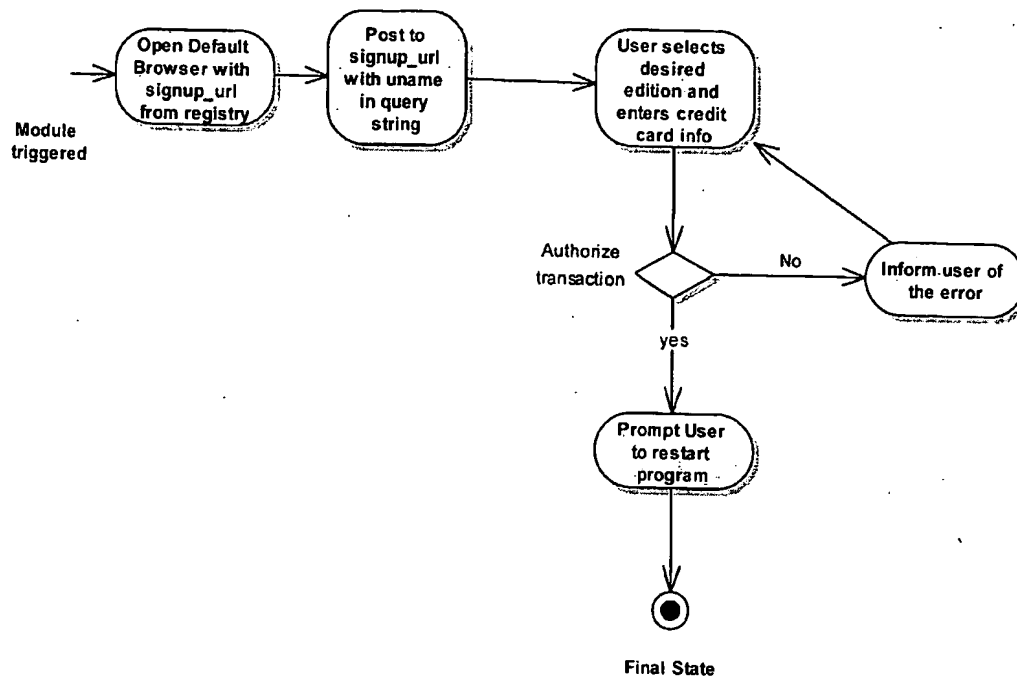 Open Default
Browser with
signup_url
from registry
Post to
signup_url
with uname
in query
string
User selects
desired
edition and
enters credit
card info
Module
triggered
Authorize
transaction
No
Inform user of
the error
yes
Prompt User
to restart
program
Final State